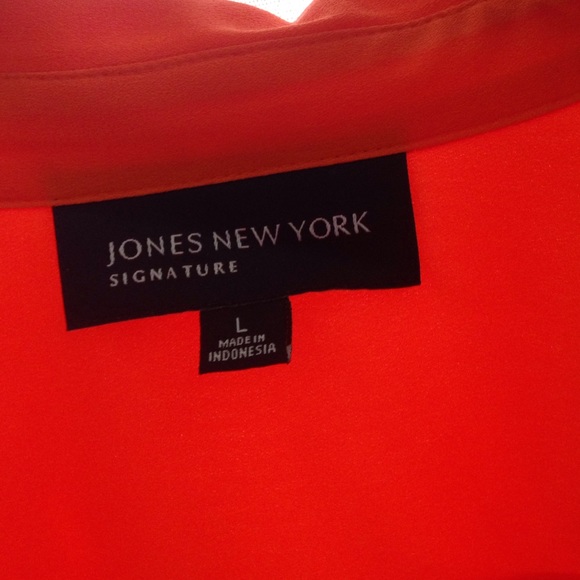 JONES NEW YORK
SIGNATURE
L
MADE IN
INDONESIA